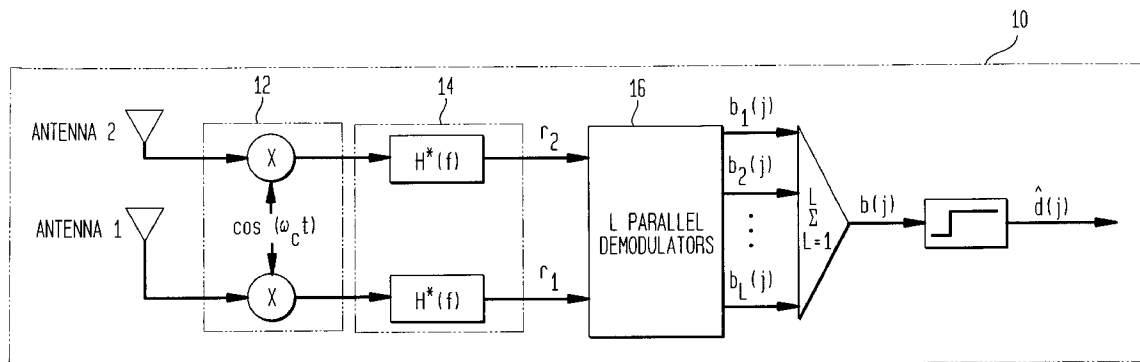 10
12
14
16
ANTENNA 2
X
H*(f)
r2
b1(j)
b2(j)
cos (ωct)
L PARALLEL
DEMODULATORS
⋮
L
Σ
L=1
b(j)
d̂(j)
ANTENNA 1
X
H*(f)
r1
bL(j)